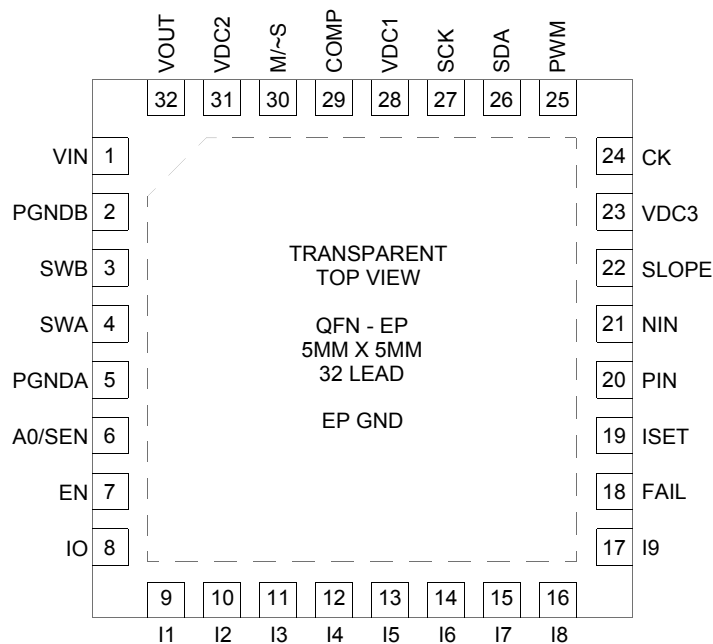 VOUT
VDC2
M/~S
COMP
VDC1
SCK
SDA
PWM
32 31 30 29 28 27 26 25
VIN 1
PGNDB 2
SWB 3
SWA 4
PGNDA 5
A0/SEN 6
EN 7
IO 8
TRANSPARENT
TOP VIEW
QFN - EP
5MM X 5MM
32 LEAD
EP GND
24 CK
23 VDC3
22 SLOPE
21 NIN
20 PIN
19 ISET
18 FAIL
17 I9
9 10 11 12 13 14 15 16
I1 I2 I3 I4 I5 I6 I7 I8